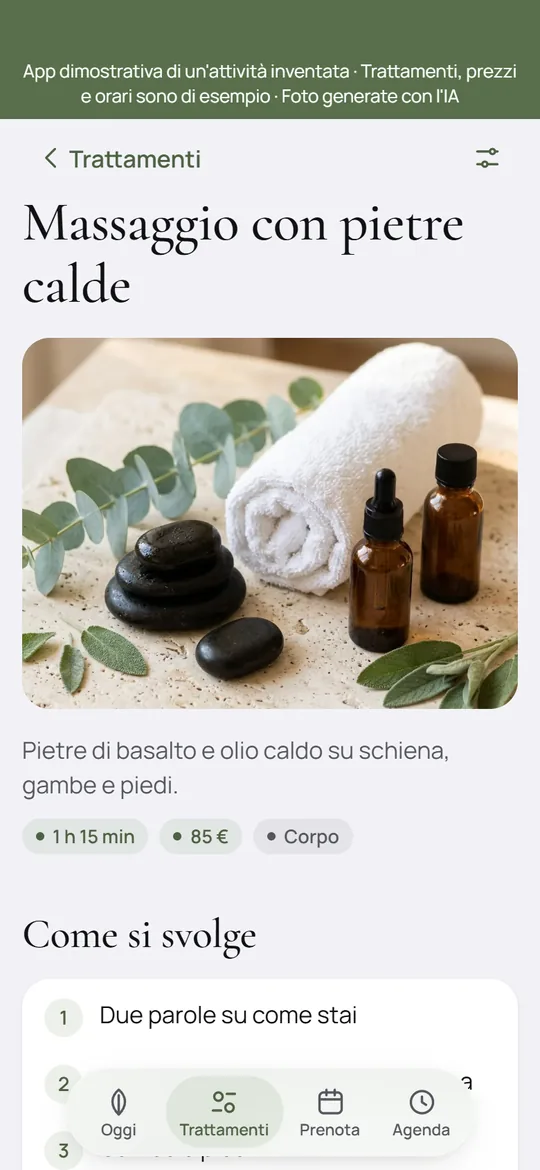 App dimostrativa di un'attività inventata · Trattamenti, prezzi
e orari sono di esempio · Foto generate con l'IA
Trattamenti
Massaggio con pietre
calde
Pietre di basalto e olio caldo su schiena,
gambe e piedi.
1 h 15 min
85 €
Corpo
Come si svolge
1 Due parole su come stai
2
3
Oggi
Trattamenti
Prenota
Agenda